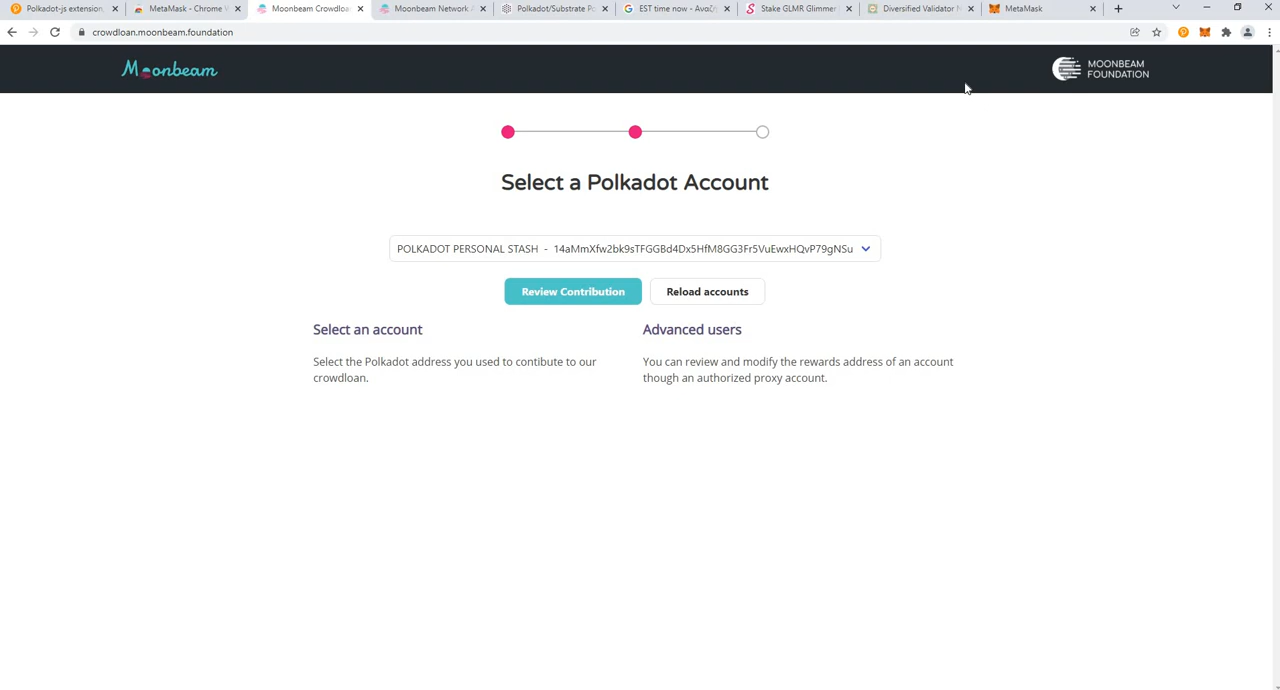 Polkadot-js extension
MetaMask - Chrome
Moonbeam Crowdloa
Moonbeam Network
Polkadot/Substrate Po
EST time now -
Stake GLMR Glimmer
Diversified Validator
MetaMask
crowdloan.moonbeam.foundation
Moonbeam
MOONBEAM
FOUNDATION
Select a Polkadot Account
POLKADOT PERSONAL STASH - 14aMmXfw2bk9sTFGGBd4Dx5HfM8GG3Fr5VuEwxHQvP79gNSu
Review Contribution
Reload accounts
Select an account
Select the Polkadot address you used to contibute to our
crowdloan.
Advanced users
You can review and modify the rewards address of an account
though an authorized proxy account.